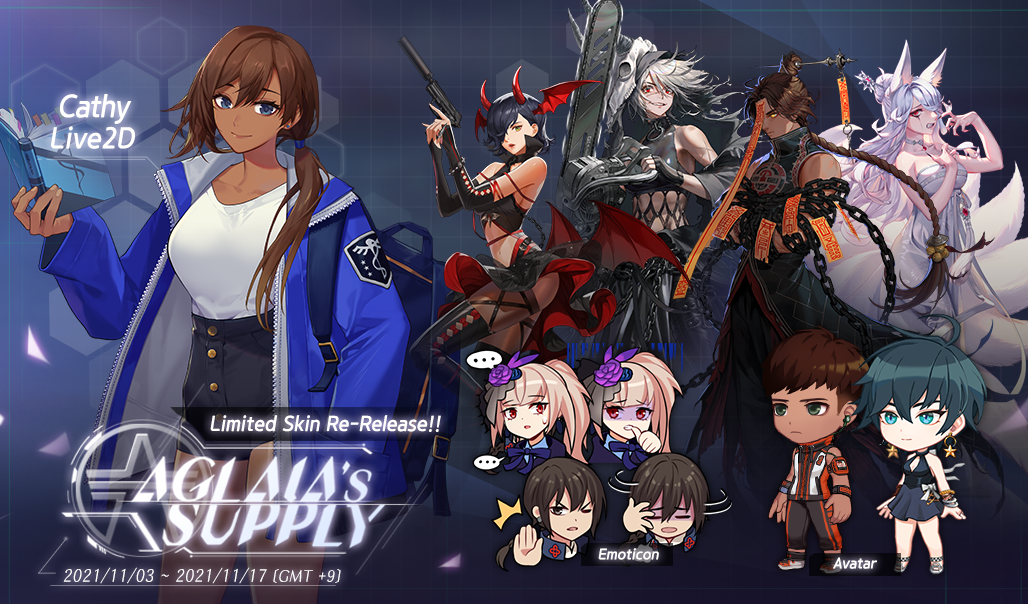 Cathy
Live2D
Limited Skin Re-Release!!
AGLAIA's
SUPPLY
2021/11/03 ~ 2021/11/17 (GMT +9)
...
...
Emoticon
Avatar